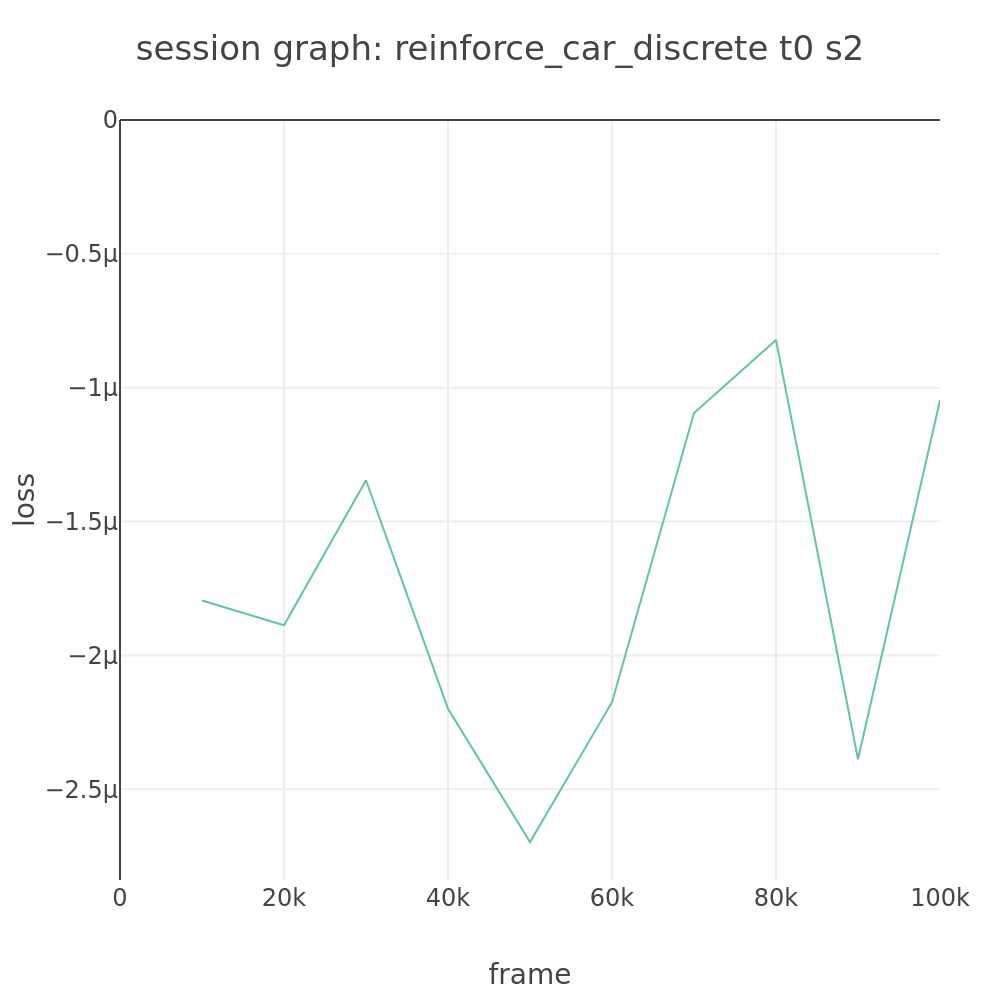 session graph: reinforce_car_discrete t0 s2
0
−0.5μ
−1μ
−1.5μ
−2μ
−2.5μ
loss
0 20k 40k 60k 80k 100k
frame